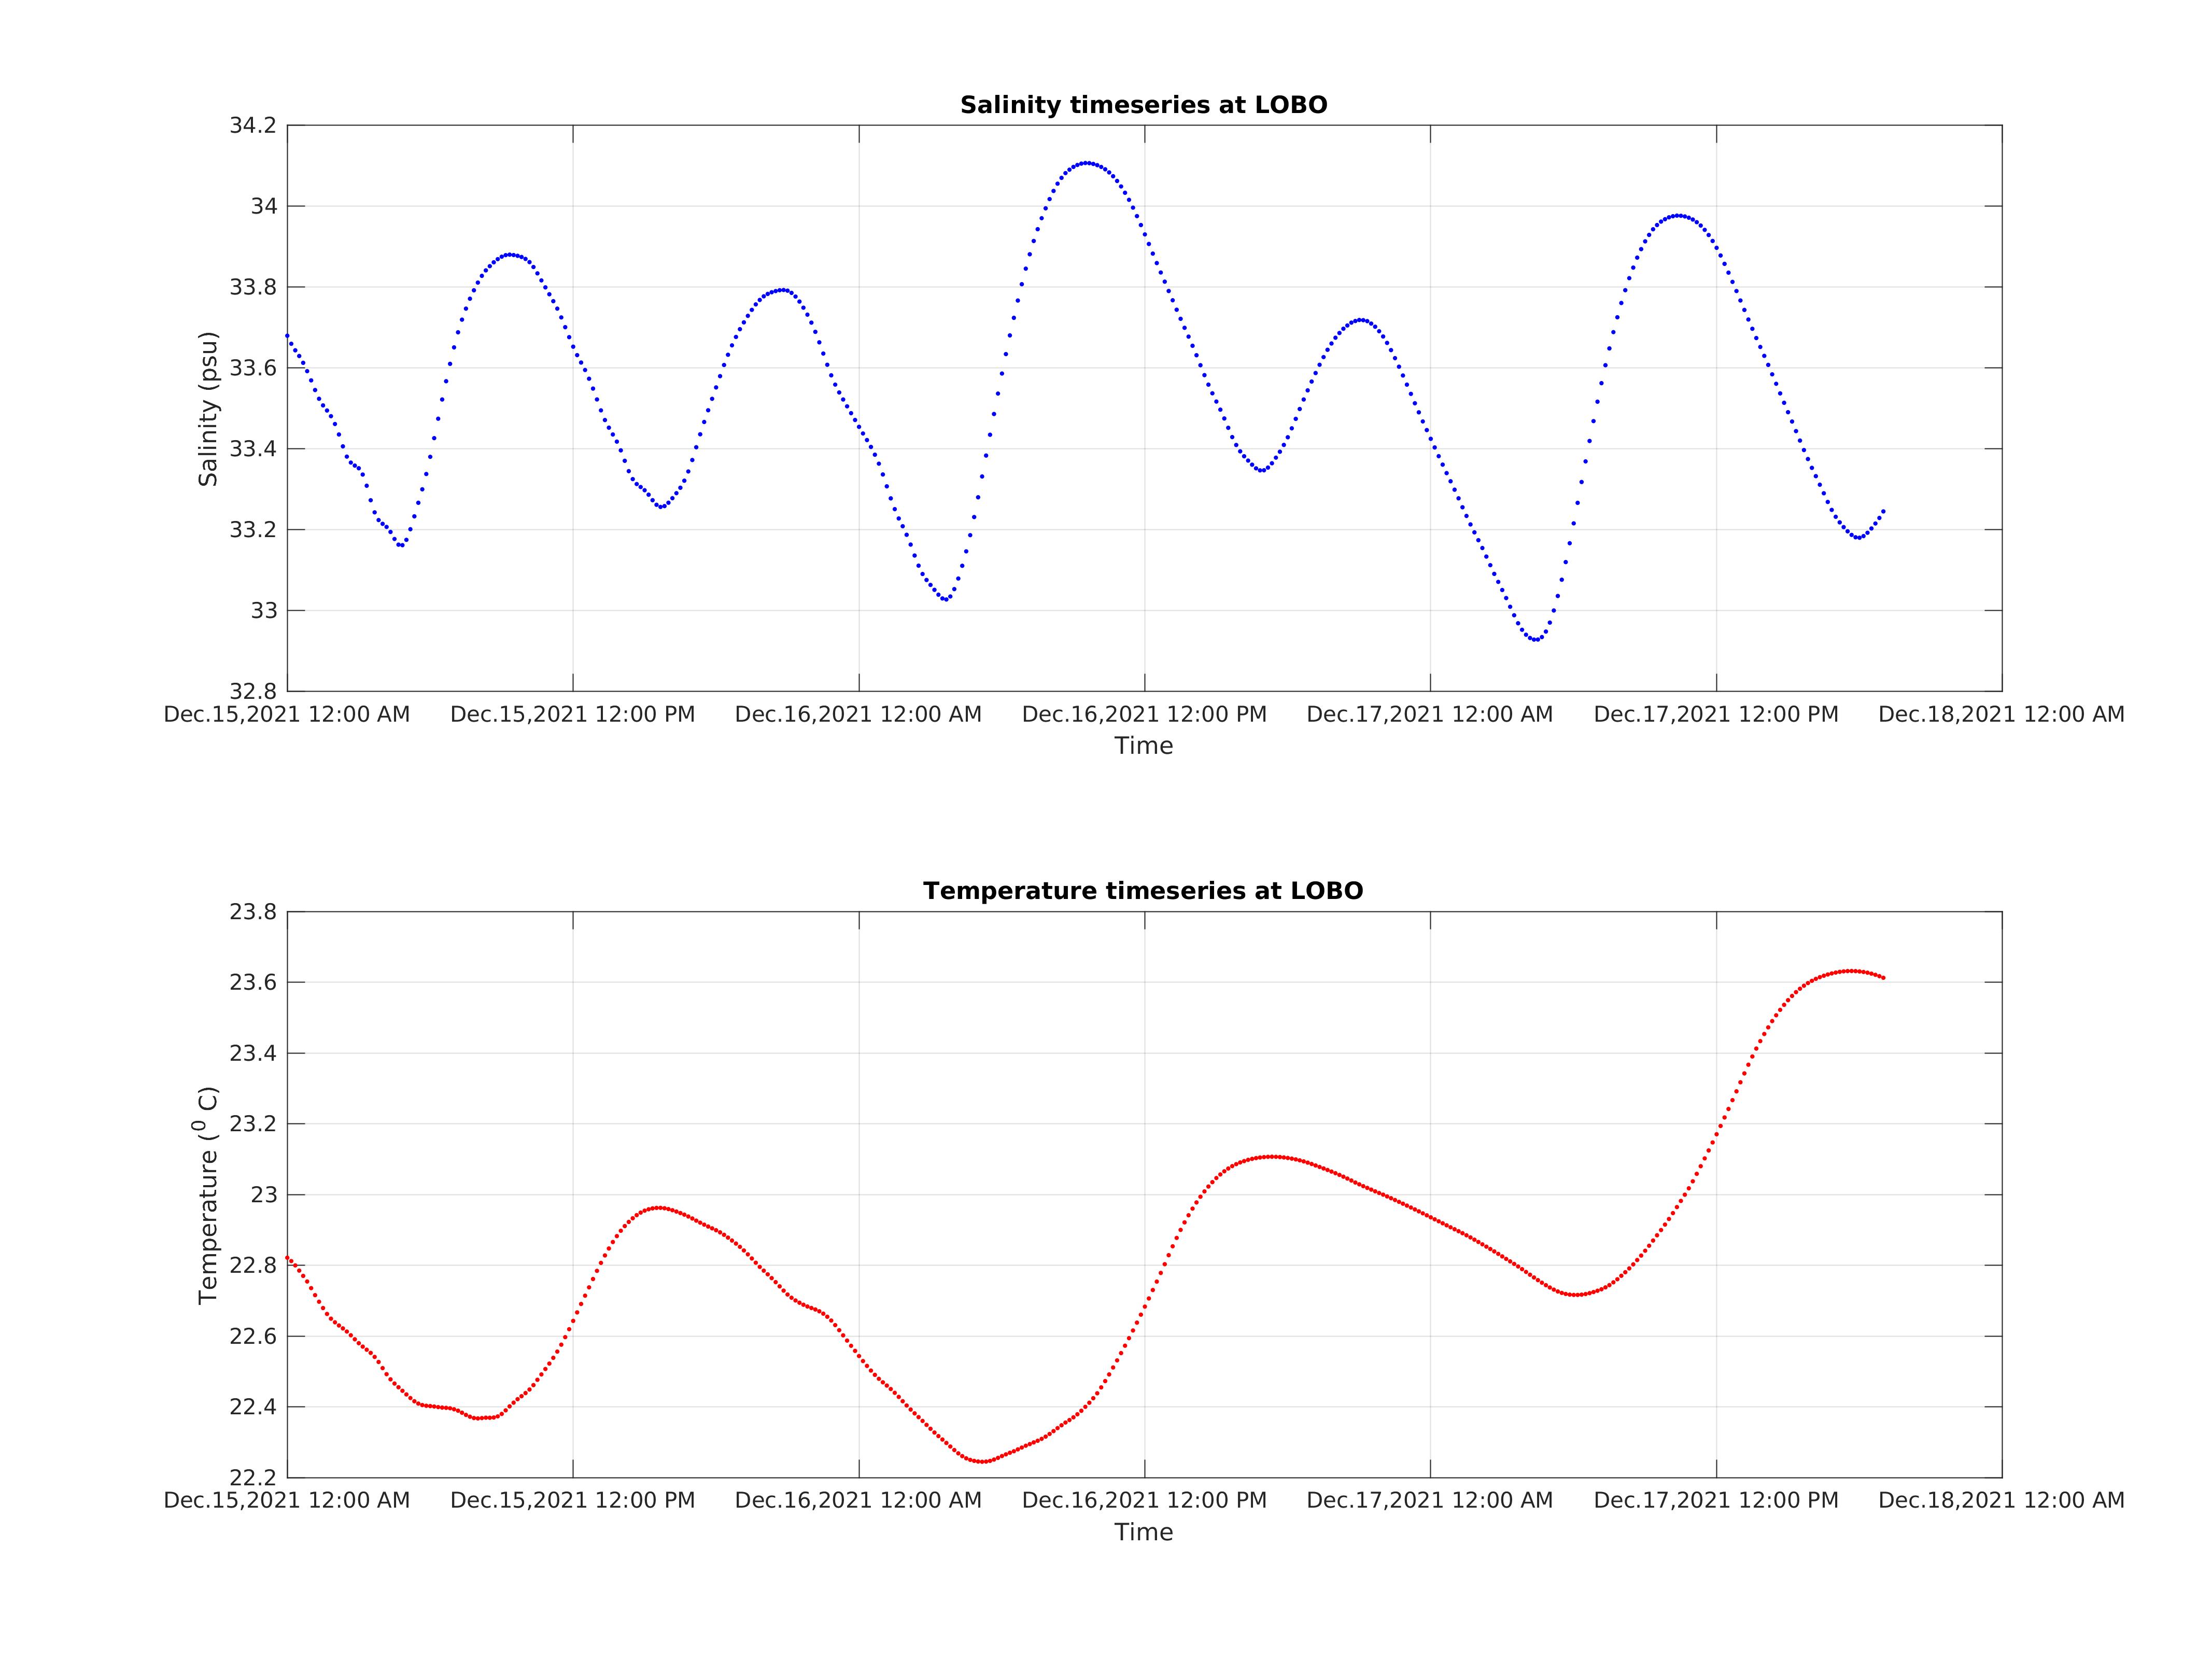 Salinity timeseries at LOBO
34.2
34
33.8
33.6
33.4
33.2
33
32.8
Salinity (psu)
Dec.15,2021 12:00 AM Dec.15,2021 12:00 PM Dec.16,2021 12:00 AM Dec.16,2021 12:00 PM Dec.17,2021 12:00 AM Dec.17,2021 12:00 PM Dec.18,2021 12:00 AM
Time
Temperature timeseries at LOBO
23.8
23.6
23.4
23.2
23
22.8
22.6
22.4
22.2
Temperature (⁰ C)
Dec.15,2021 12:00 AM Dec.15,2021 12:00 PM Dec.16,2021 12:00 AM Dec.16,2021 12:00 PM Dec.17,2021 12:00 AM Dec.17,2021 12:00 PM Dec.18,2021 12:00 AM
Time